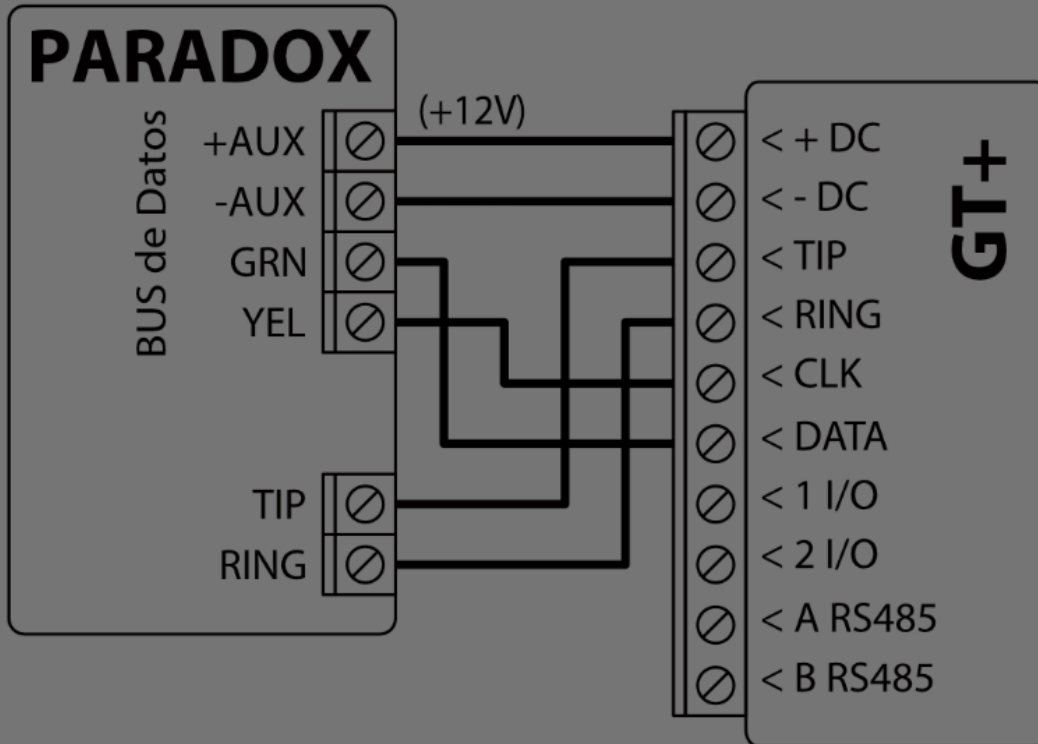 PARADOX
BUS de Datos
+AUX
-AUX
GRN
YEL
TIP
RING
(+12V)
< + DC
< - DC
< TIP
< RING
< CLK
< DATA
< 1 I/O
< 2 I/O
< A RS485
< B RS485
GT+